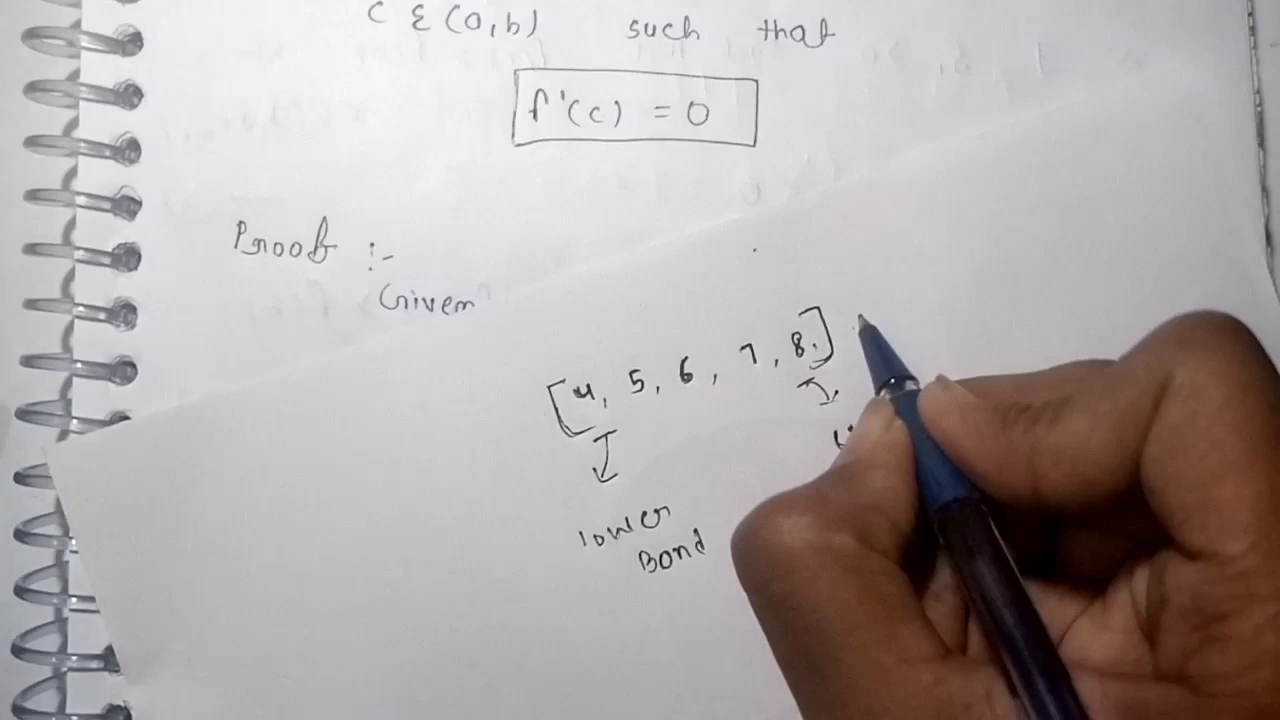 C ε (a,b) such that
f'(c) = 0
Proof :-
Given
[4, 5, 6, 7, 8.]
lower
Bond